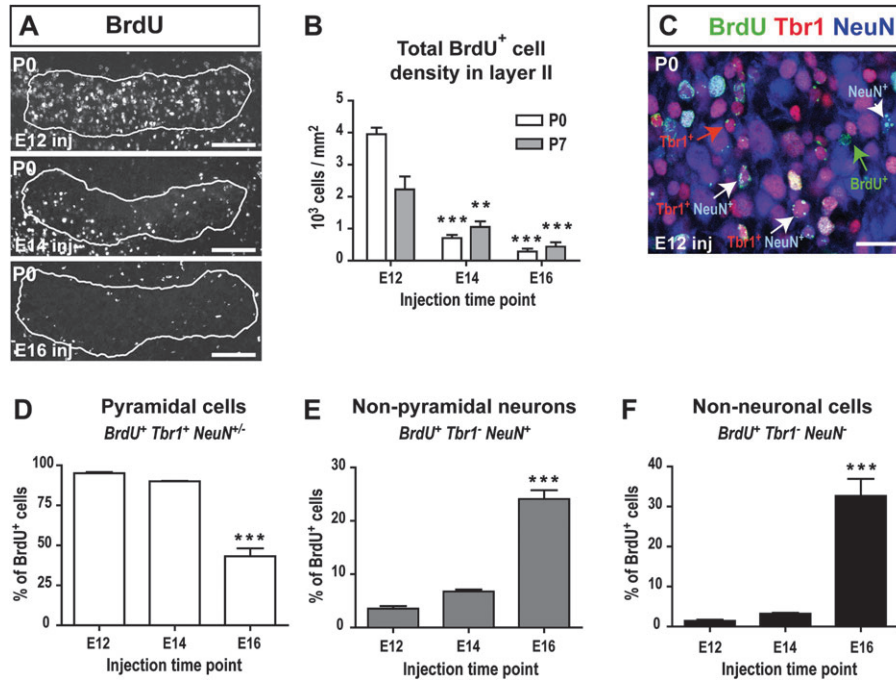 A
BrdU
P0
E12 inj
P0
E14 inj
P0
E16 inj
B
Total BrdU⁺ cell
density in layer II
10³ cells / mm²
5
4
3
2
1
0
P0
P7
***
**
***
***
E12
E14
E16
Injection time point
C
BrdU Tbr1 NeuN
P0
NeuN⁺
Tbr1⁺
BrdU⁺
Tbr1⁺ NeuN⁺
Tbr1⁺ NeuN⁺
E12 inj
D
Pyramidal cells
BrdU⁺ Tbr1⁺ NeuN⁺/⁻
% of BrdU⁺ cells
100
75
50
25
0
***
E12
E14
E16
Injection time point
E
Non-pyramidal neurons
BrdU⁺ Tbr1⁻ NeuN⁺
% of BrdU⁺ cells
30
20
10
0
***
E12
E14
E16
Injection time point
F
Non-neuronal cells
BrdU⁺ Tbr1⁻ NeuN⁻
% of BrdU⁺ cells
40
30
20
10
0
***
E12
E14
E16
Injection time point